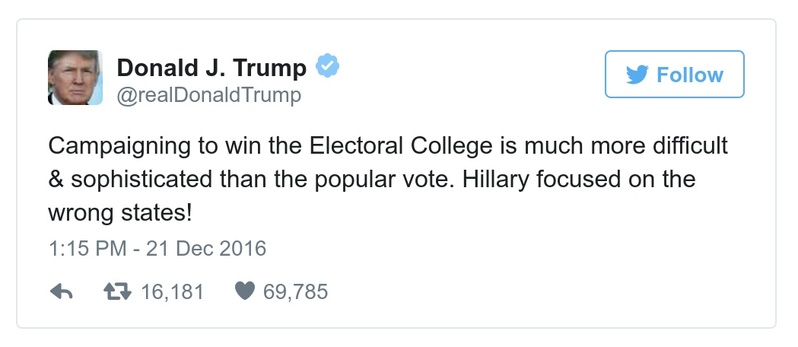 Donald J. Trump
@realDonaldTrump
Follow
Campaigning to win the Electoral College is much more difficult
& sophisticated than the popular vote. Hillary focused on the
wrong states!
1:15 PM - 21 Dec 2016
16,181 69,785